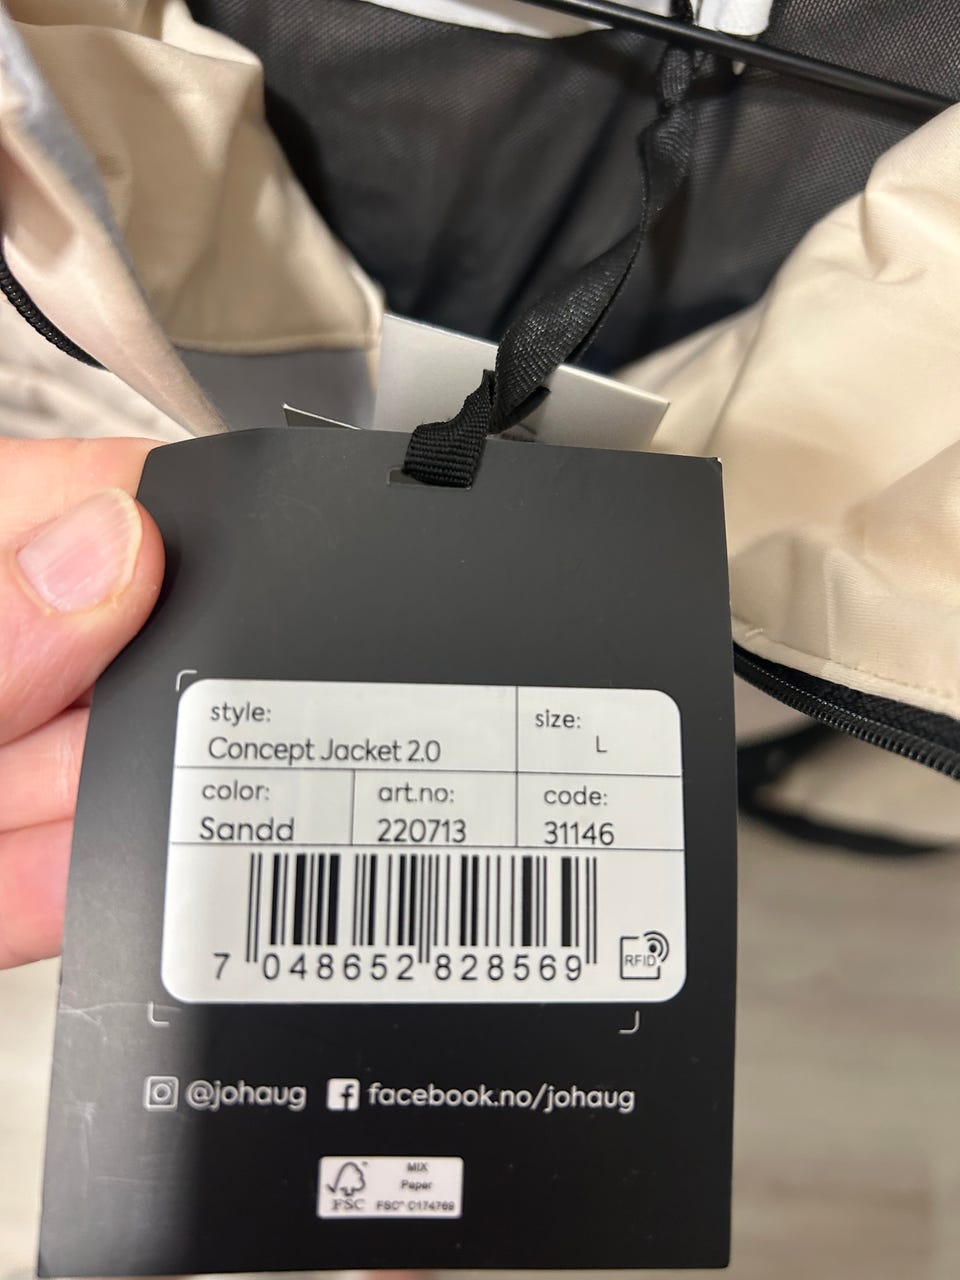 style:
Concept Jacket 2.0
size:
L
color:
Sandd
art.no:
220713
code:
31146
7 048652 828569
RFID
@johaug
facebook.no/johaug
MIX
Paper
FSC
FSC™ C174769